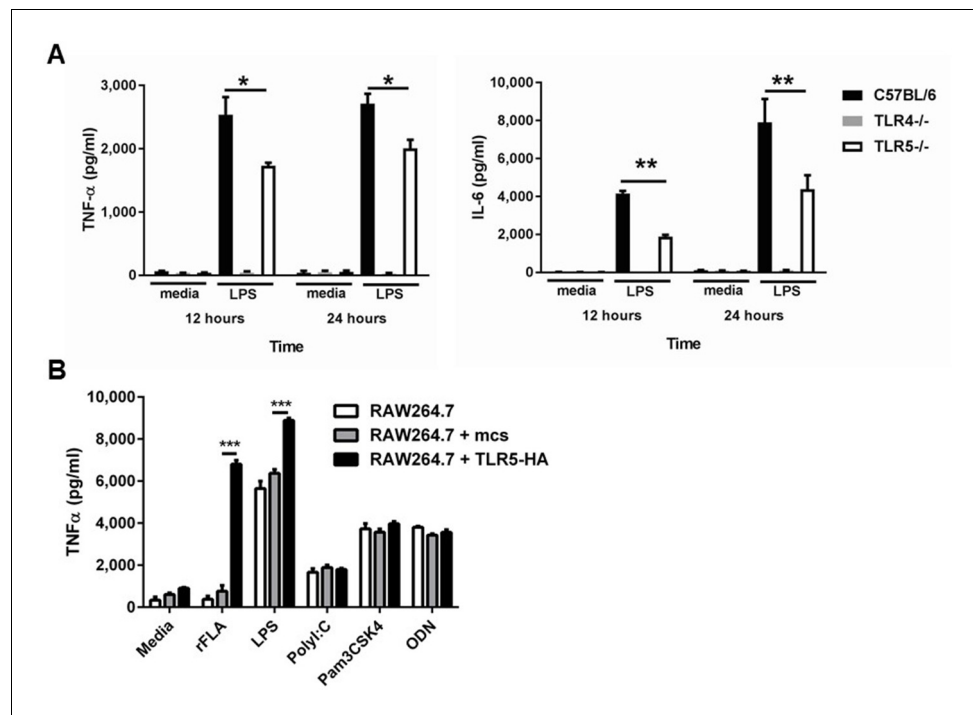 A
3,000
2,000
1,000
0
TNF-α (pg/ml)
*
*
media
LPS
media
LPS
12 hours
24 hours
Time
10,000
8,000
6,000
4,000
2,000
0
IL-6 (pg/ml)
**
**
media
LPS
media
LPS
12 hours
24 hours
Time
C57BL/6
TLR4-/-
TLR5-/-
B
10,000
8,000
6,000
4,000
2,000
0
TNFα (pg/ml)
***
***
RAW264.7
RAW264.7 + mcs
RAW264.7 + TLR5-HA
Media
rFLA
LPS
PolyI:C
Pam3CSK4
ODN